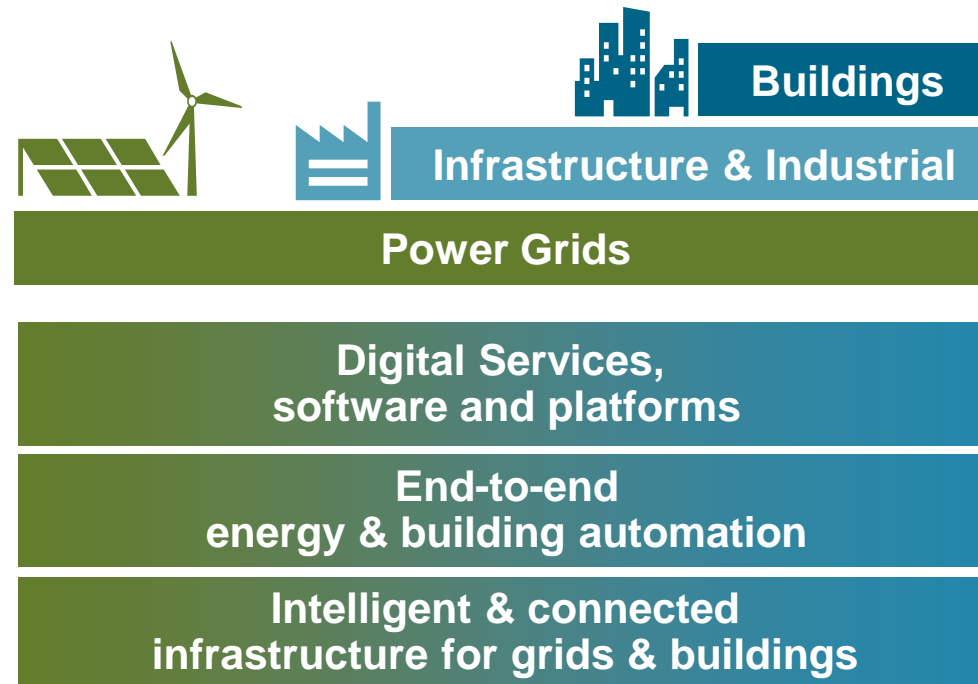 Buildings
Infrastructure & Industrial
Power Grids
Digital Services,
software and platforms
End-to-end
energy & building automation
Intelligent & connected
infrastructure for grids & buildings